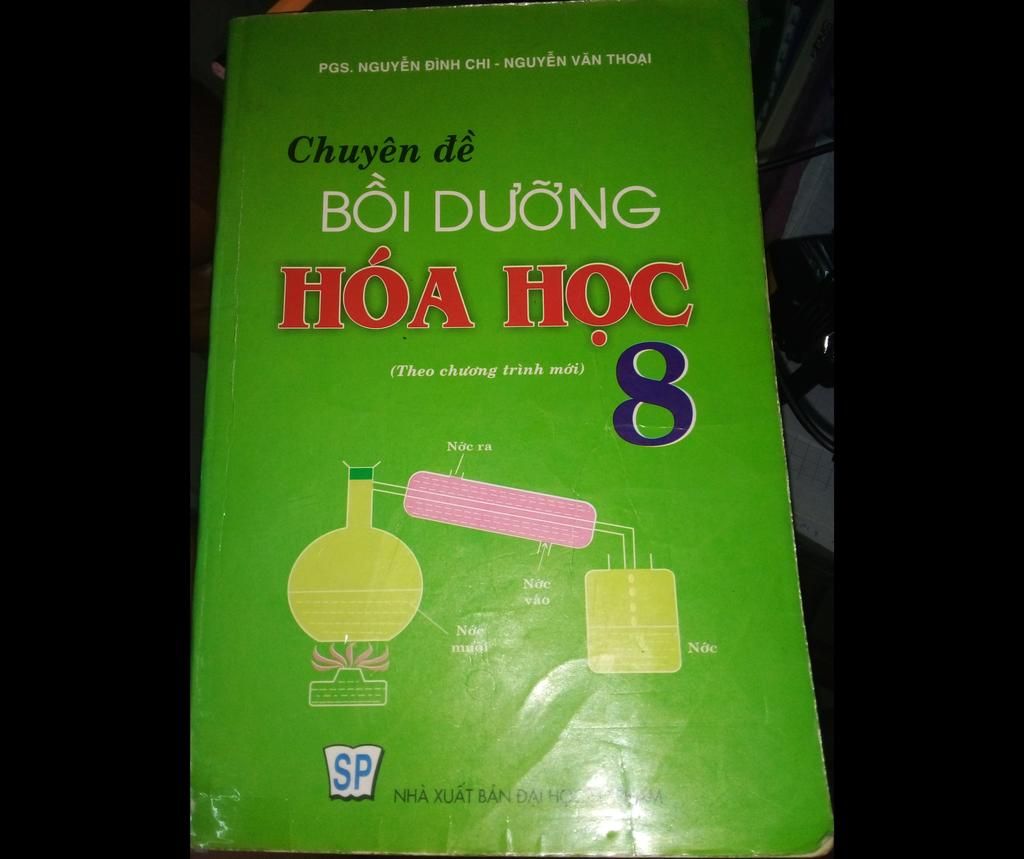 PGS. NGUYỄN ĐÌNH CHI - NGUYỄN VĂN THOẠI
Chuyên đề
BỒI DƯỠNG
HÓA HỌC
8
(Theo chương trình mới)
Nớc ra
Nớc
vào
Nớc
muối
Nớc
SP
NHÀ XUẤT BẢN ĐẠI HỌC